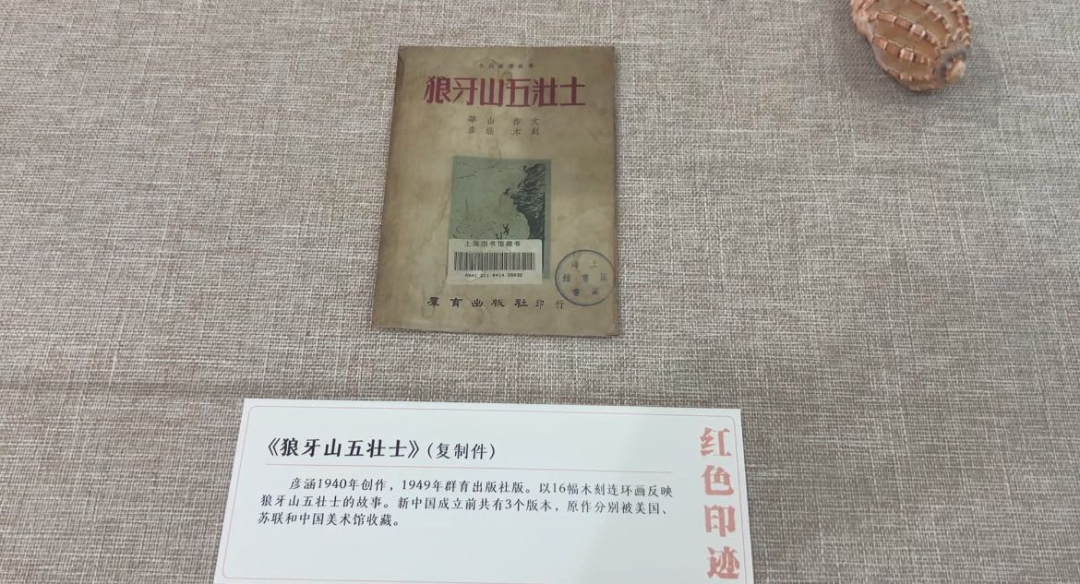 狼牙山五壮士
華山 作文
彦涵 木刻
上海图书馆藏书
羣育出版社印行
《狼牙山五壮士》(复制件)
彦涵1940年创作，1949年群育出版社版。以16幅木刻连环画反映
狼牙山五壮士的故事。新中国成立前共有3个版本，原作分别被美国、
苏联和中国美术馆收藏。
红色印迹